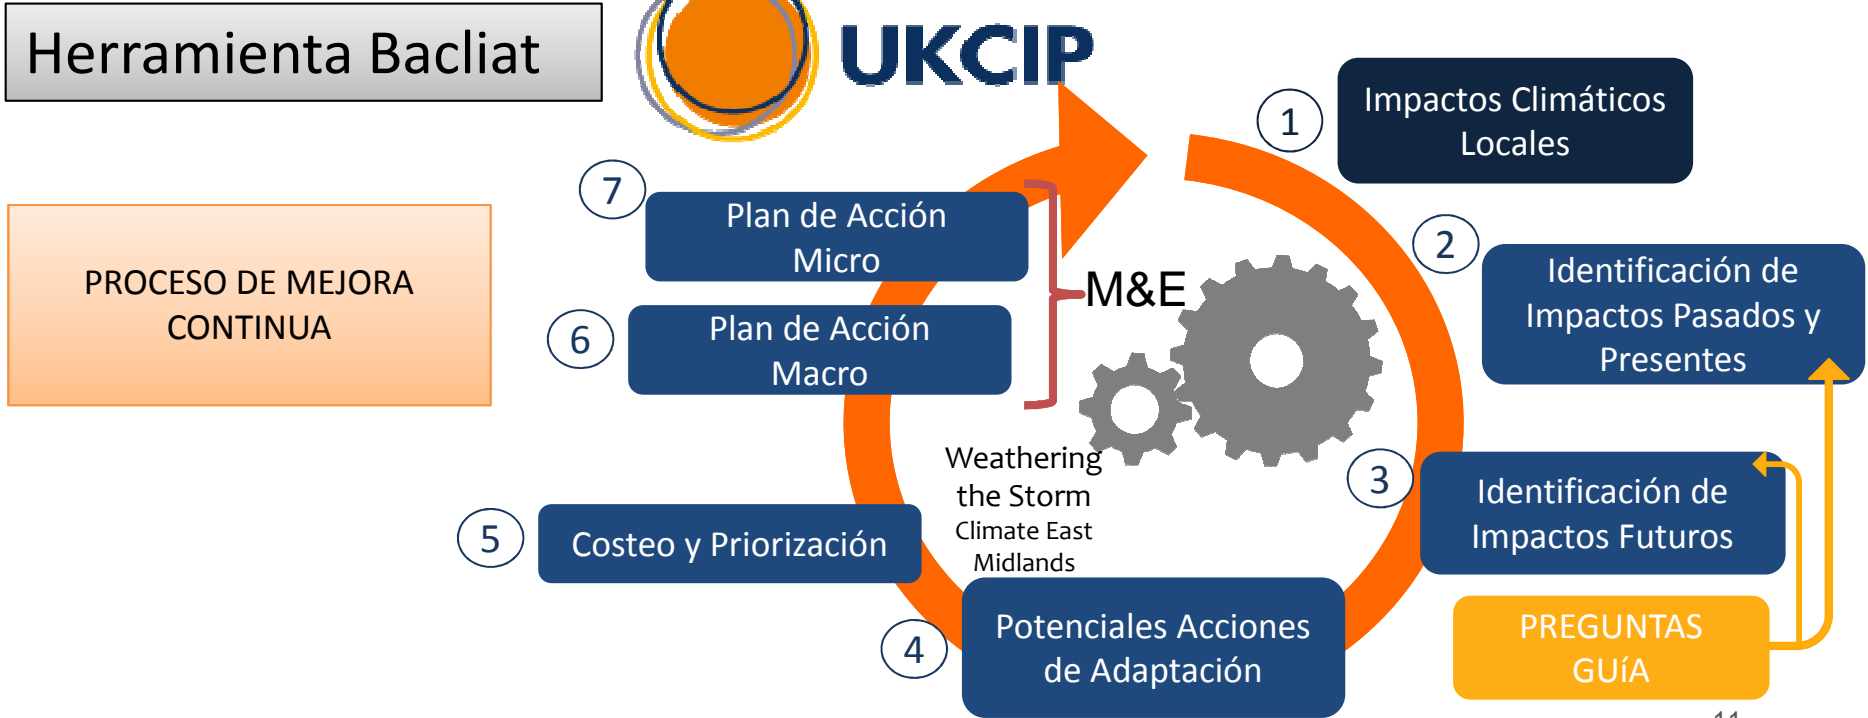 Herramienta Bacliat
UKCIP
PROCESO DE MEJORA
CONTINUA
1
Impactos Climáticos
Locales
2
Identificación de
Impactos Pasados y
Presentes
3
Identificación de
Impactos Futuros
PREGUNTAS
GUíA
4
Potenciales Acciones
de Adaptación
5
Costeo y Priorización
6
Plan de Acción
Macro
7
Plan de Acción
Micro
M&E
Weathering
the Storm
Climate East
Midlands
11